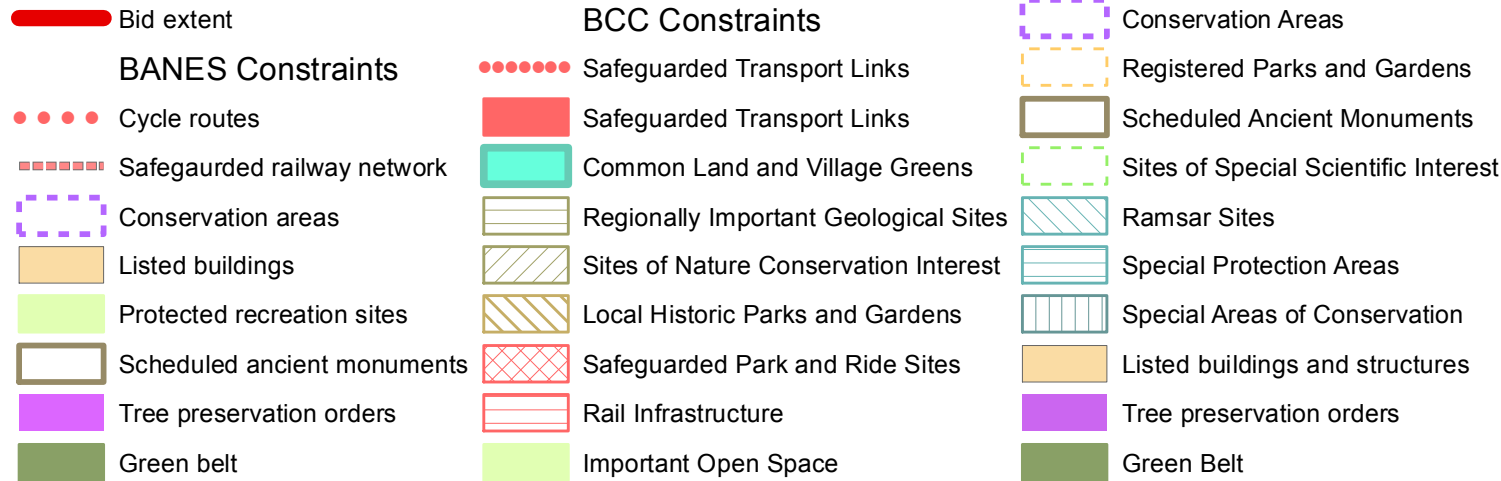 Bid extent
BANES Constraints
Cycle routes
Safegaurded railway network
Conservation areas
Listed buildings
Protected recreation sites
Scheduled ancient monuments
Tree preservation orders
Green belt
BCC Constraints
Safeguarded Transport Links
Safeguarded Transport Links
Common Land and Village Greens
Regionally Important Geological Sites
Sites of Nature Conservation Interest
Local Historic Parks and Gardens
Safeguarded Park and Ride Sites
Rail Infrastructure
Important Open Space
Conservation Areas
Registered Parks and Gardens
Scheduled Ancient Monuments
Sites of Special Scientific Interest
Ramsar Sites
Special Protection Areas
Special Areas of Conservation
Listed buildings and structures
Tree preservation orders
Green Belt